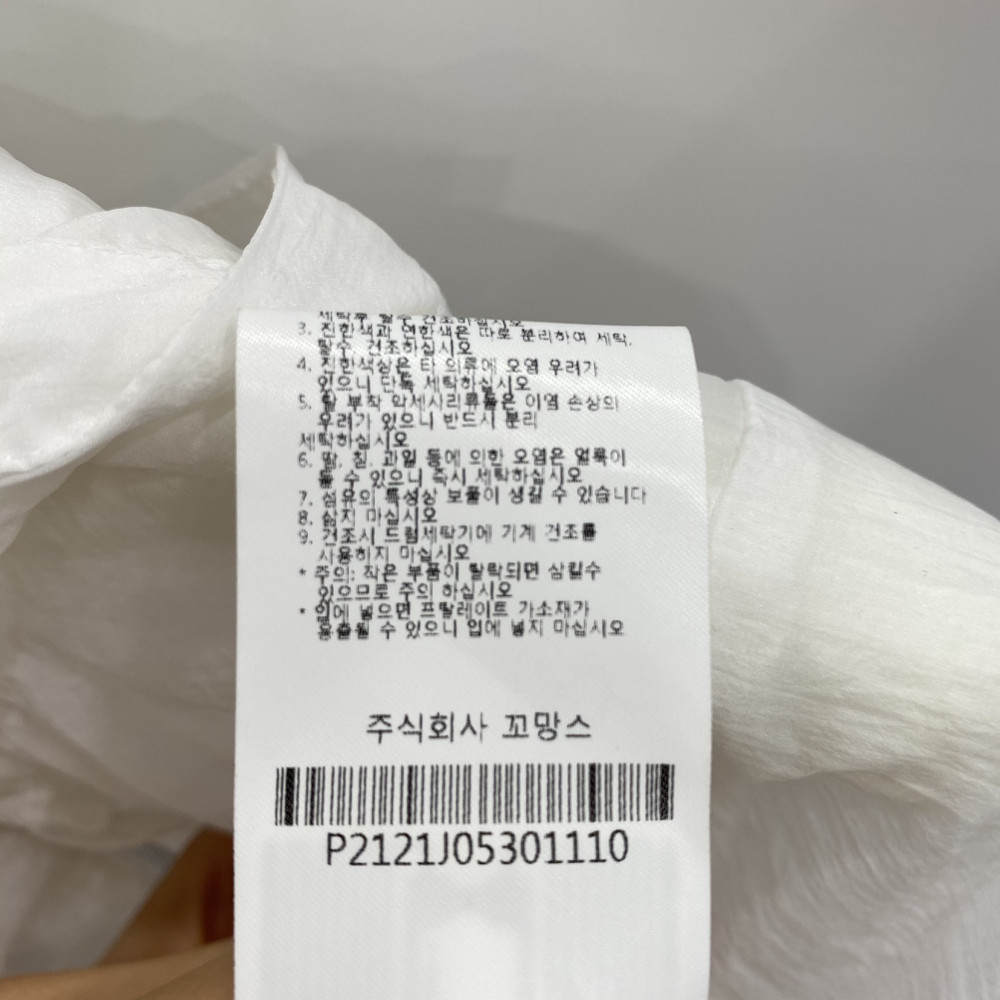 세탁후 탈수 건조하십시오
3. 진한색과 연한색은 따로 분리하여 세탁,
탈수 건조하십시오
4. 진한색상은 타 의류에 오염 우려가
있으니 단독 세탁하십시오
5. 탈 부착 악세사리류들은 이염 손상의
우려가 있으니 반드시 분리
세탁하십시오
6. 땀, 침, 과일 등에 의한 오염은 얼룩이
될 수 있으니 즉시 세탁하십시오
7. 섬유의 특성상 보풀이 생길 수 있습니다
8. 삶지 마십시오
9. 건조시 드럼세탁기에 기계 건조를
사용하지 마십시오
* 주의: 작은 부품이 탈락되면 삼킬수
있으므로 주의 하십시오
* 입에 넣으면 프탈레이트 가소재가
용출될 수 있으니 입에 넣지 마십시오
주식회사 꼬망스
P2121J05301110